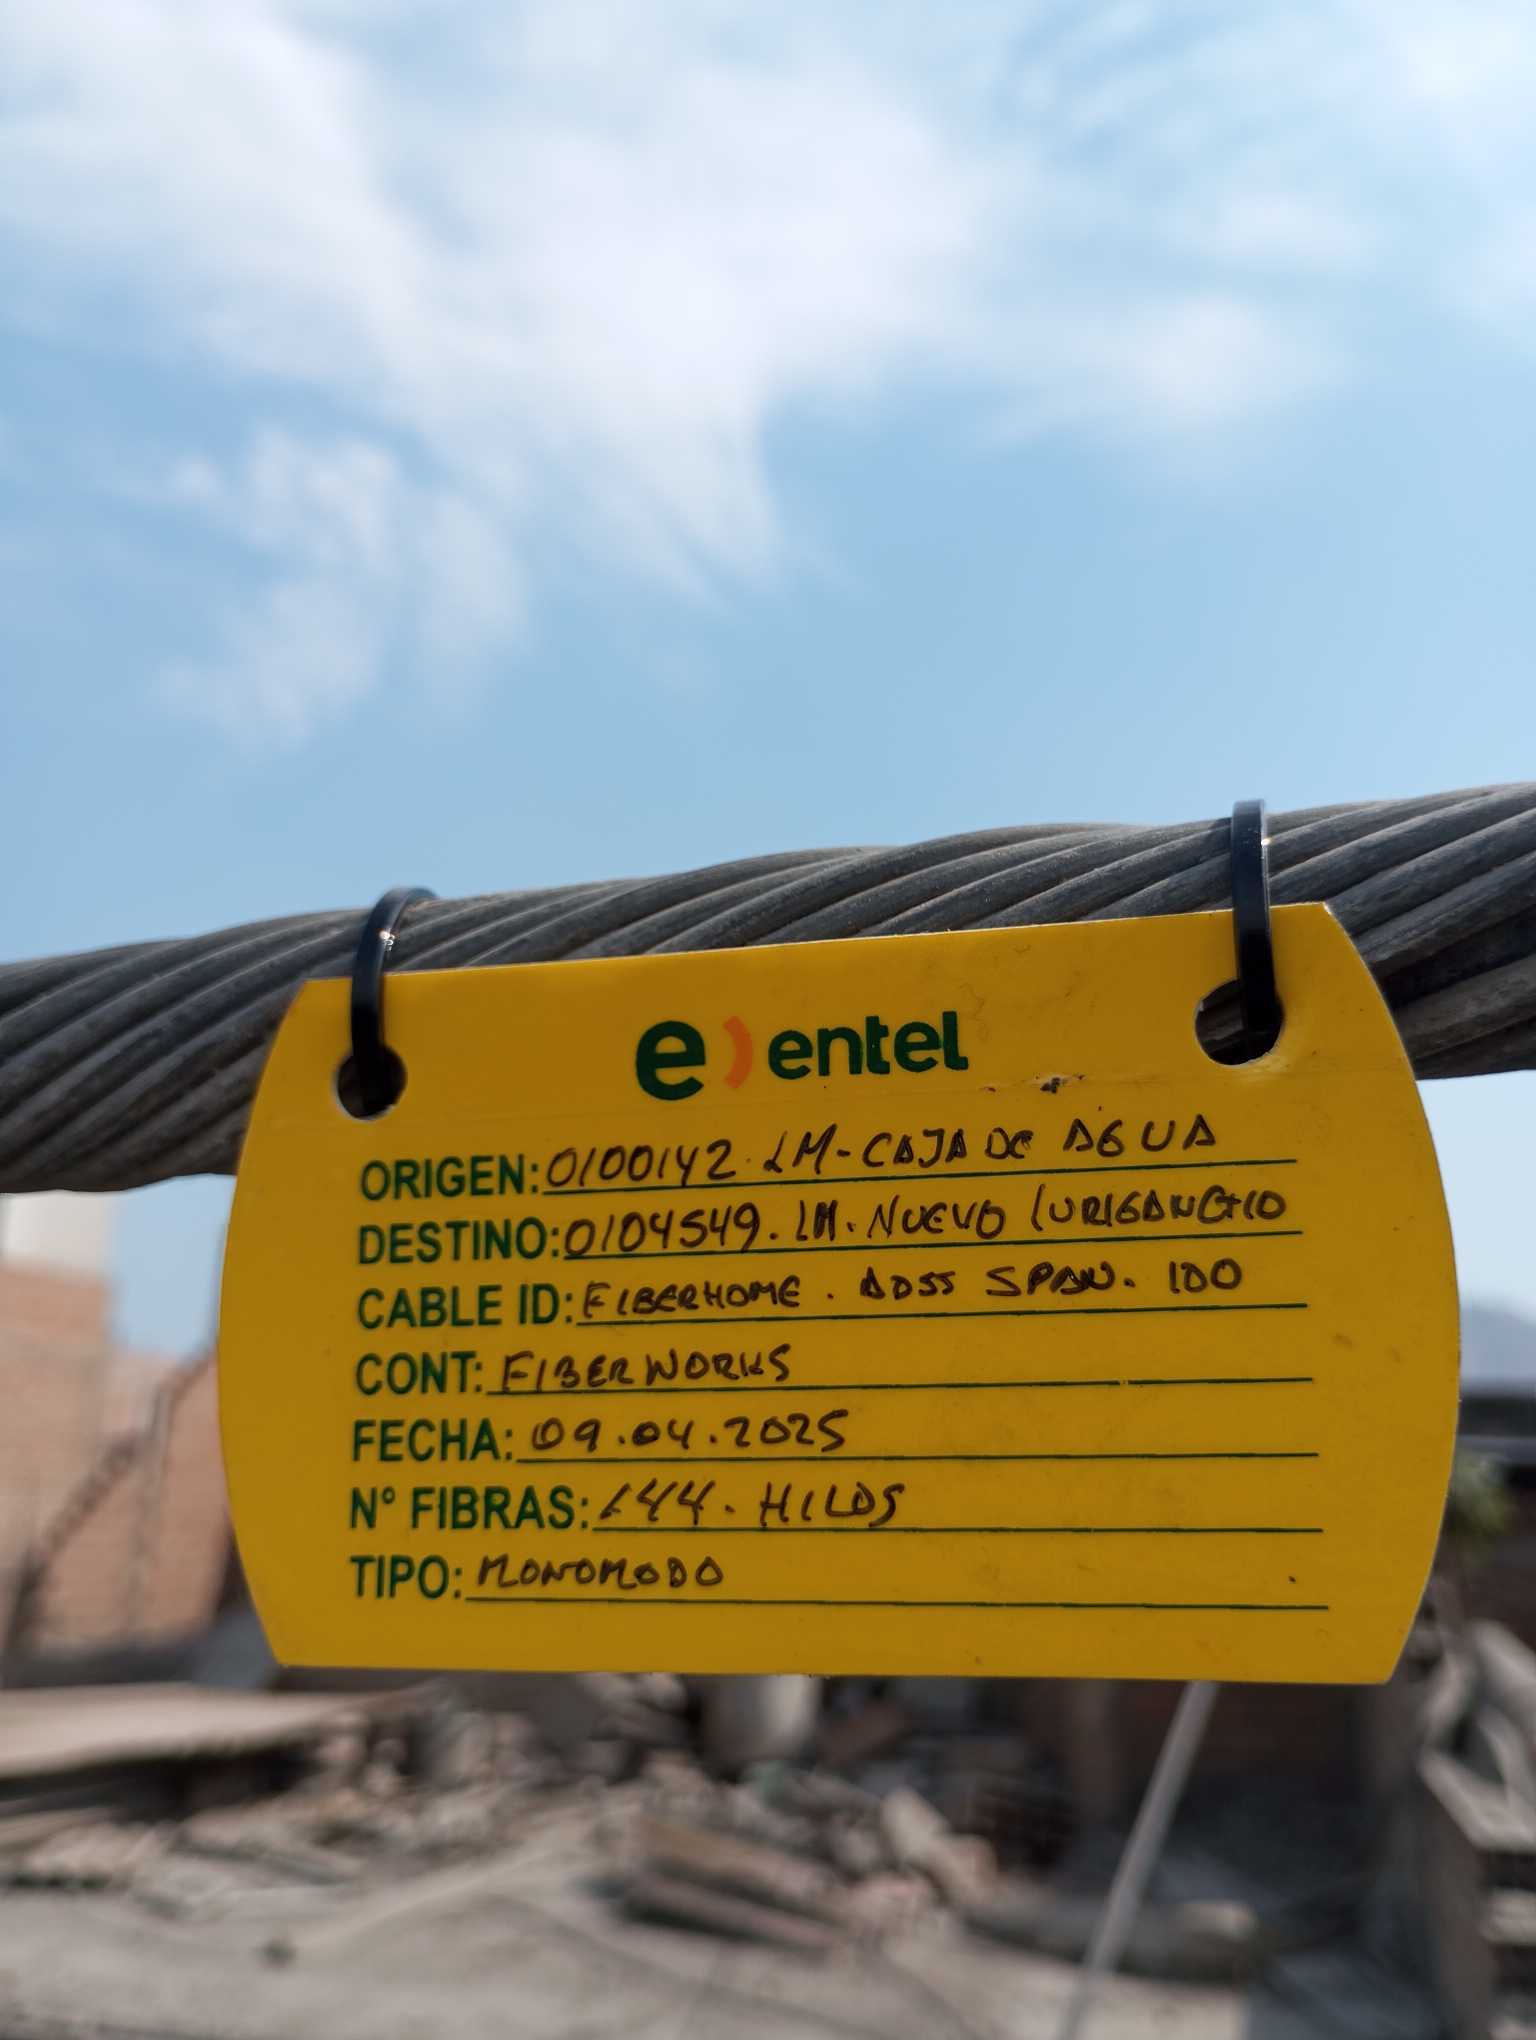 e) entel
ORIGEN: 0100142. LM-CAJA DE AGUA
DESTINO: 0104549. LM. NUEVO LURIGANCHO
CABLE ID: FIBERHOME. ADSS SPAN. 100
CONT: FIBERWORKS
FECHA: 09.04.2025
N° FIBRAS: 144. HILOS
TIPO: MONOMODO